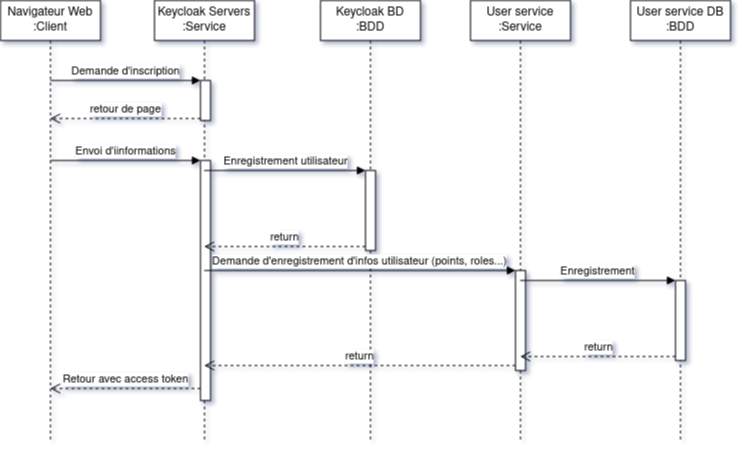 Navigateur Web
:Client
Keycloak Servers
:Service
Keycloak BD
:BDD
User service
:Service
User service DB
:BDD
Demande d'inscription
retour de page
Envoi d'iinformations
Enregistrement utilisateur
return
Demande d'enregistrement d'infos utilisateur (points, roles...)
Enregistrement
return
return
Retour avec access token